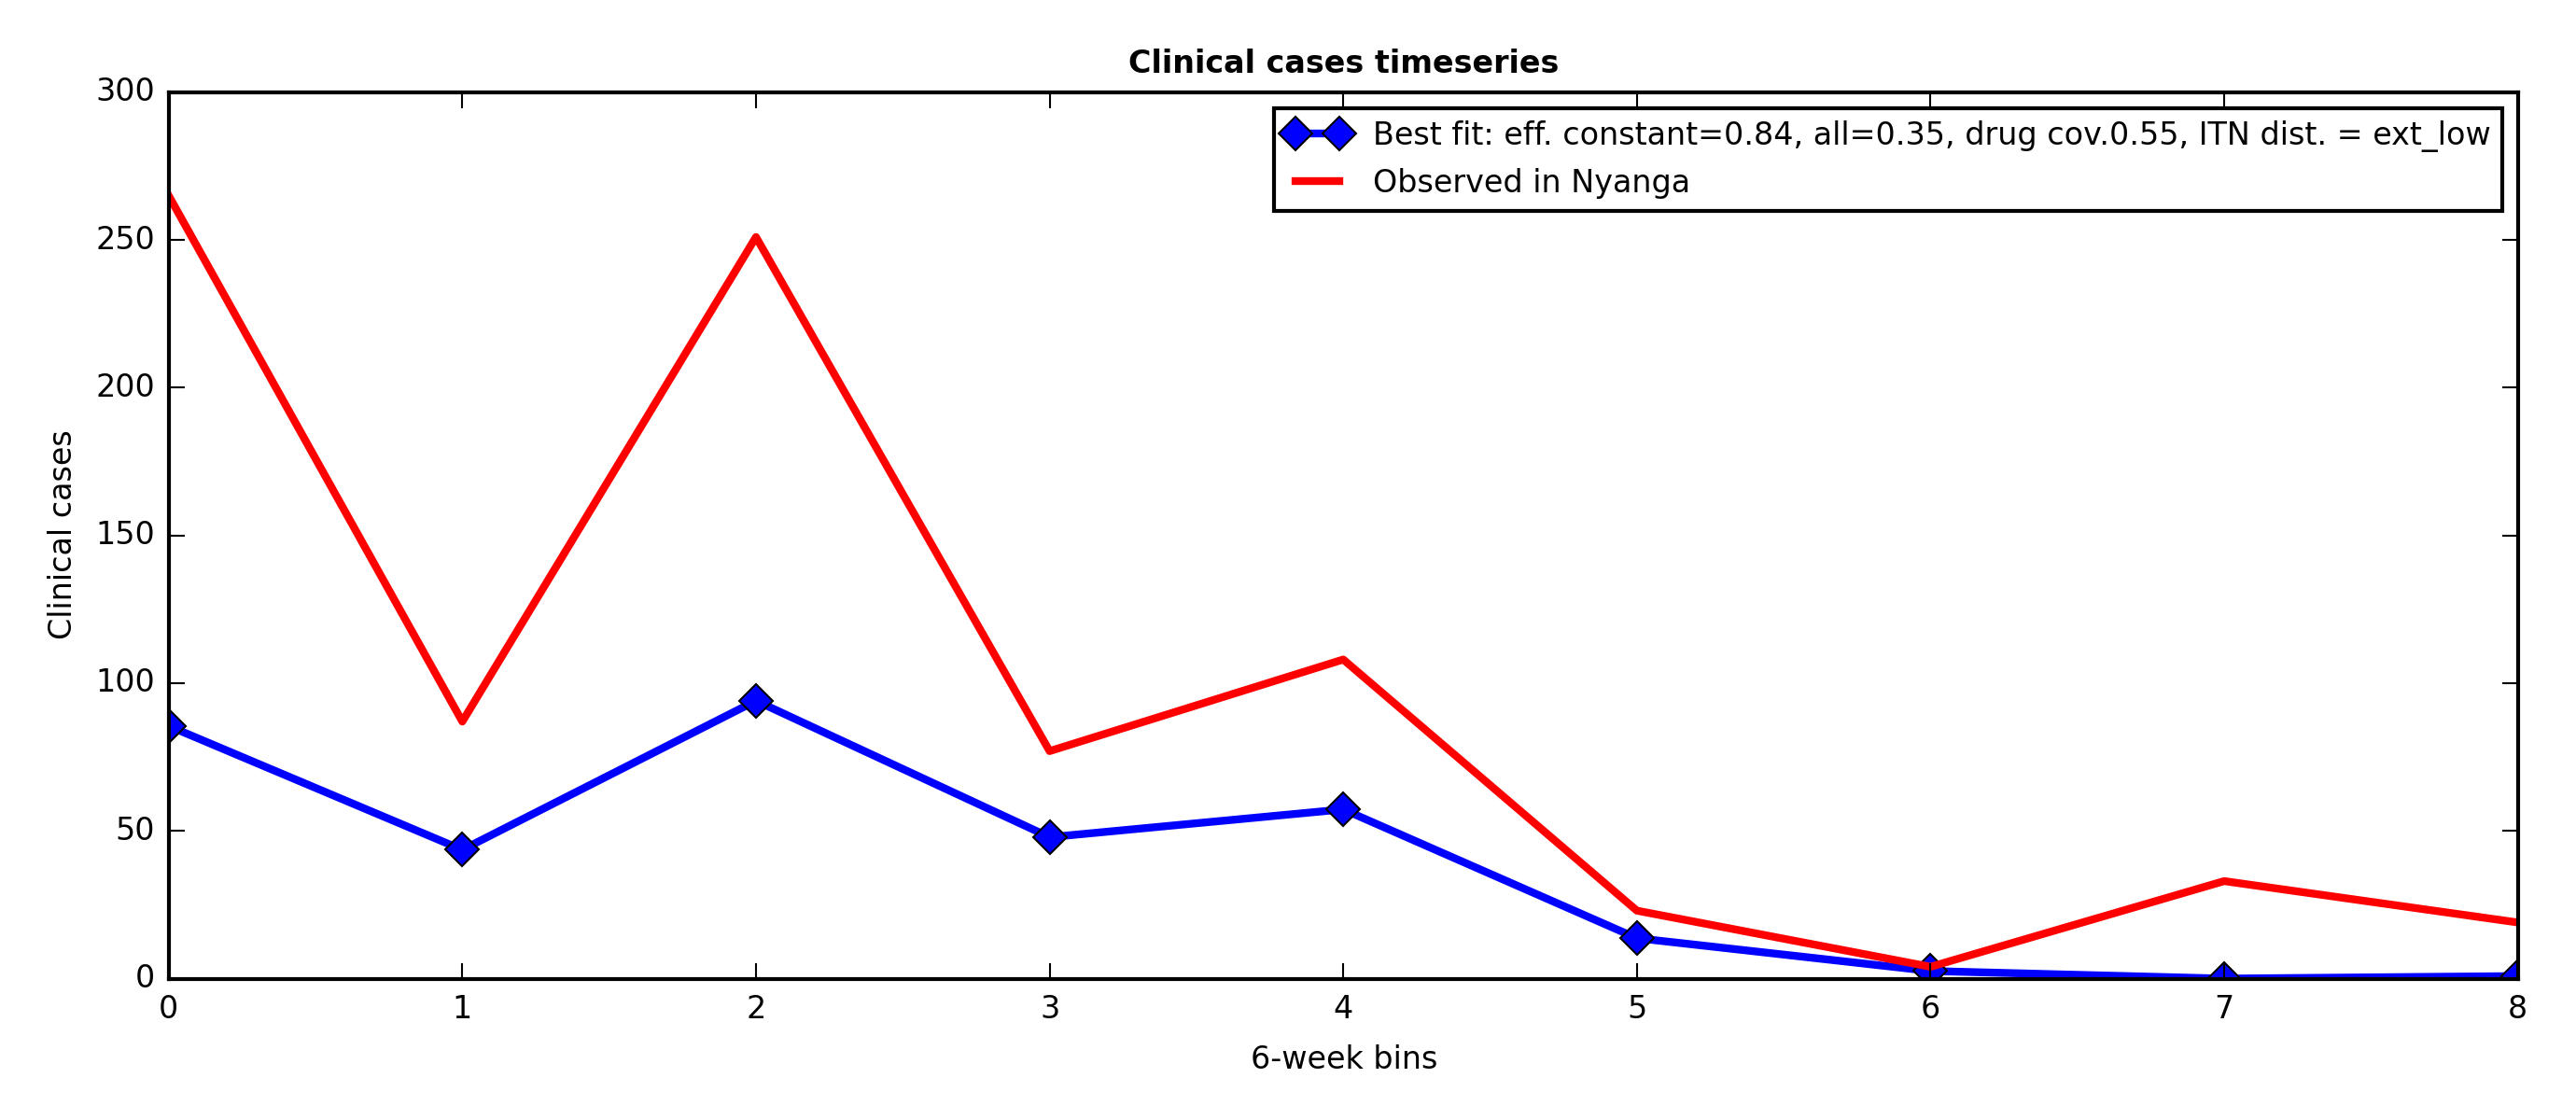 Clinical cases timeseries
300
250
200
150
100
50
0
Clinical cases
Best fit: eff. constant=0.84, all=0.35, drug cov.0.55, ITN dist. = ext_low
Observed in Nyanga
0 1 2 3 4 5 6 7 8
6-week bins